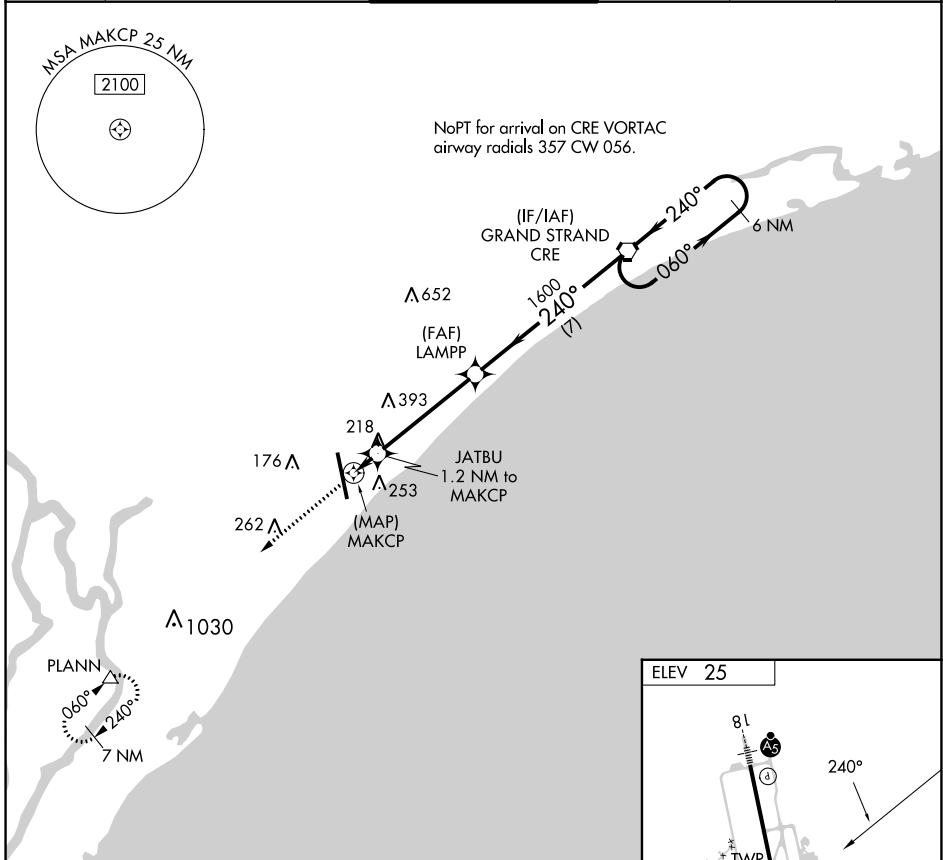 MSA MAKCP 25 NM
2100
NoPT for arrival on CRE VORTAC
airway radials 357 CW 056.
240°
6 NM
060°
(IF/IAF)
GRAND STRAND
CRE
1600
240°
(7)
652
(FAF)
LAMPP
393
218
JATBU
1.2 NM to
MAKCP
176
253
262
(MAP)
MAKCP
1030
PLANN
060°
240°
7 NM
ELEV 25
18
A5
P
240°
TWR